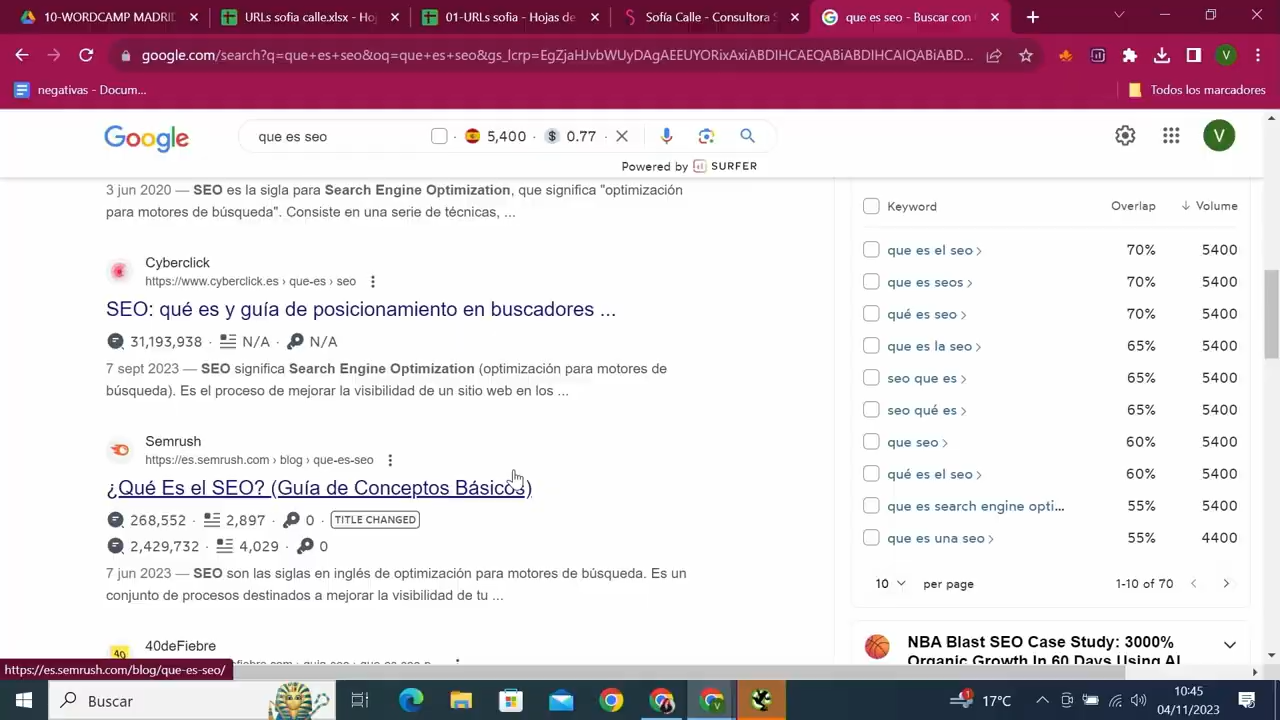 10-WORDCAMP MADRI
URLs sofia calle.xlsx - H
01-URLs sofia - Hojas de
Sofía Calle - Consultora S
que es seo - Buscar con
google.com/search?q=que+es+seo&oq=que+es+seo&gs_lcrp=EgZjaHJvbWUyDAgAEEUYORixAxiABDIHCAEQABiABDIHCAIQABiABD...
V
negativas - Docum...
Todos los marcadores
Google
que es seo
5,400 · $ 0.77 ·
Powered by SURFER
V
3 jun 2020 — SEO es la sigla para Search Engine Optimization, que significa "optimización
para motores de búsqueda". Consiste en una serie de técnicas, ...
Cyberclick
https://www.cyberclick.es › que-es › seo
SEO: qué es y guía de posicionamiento en buscadores ...
31,193,938 · N/A · N/A
7 sept 2023 — SEO significa Search Engine Optimization (optimización para motores de
búsqueda). Es el proceso de mejorar la visibilidad de un sitio web en los ...
Semrush
https://es.semrush.com › blog › que-es-seo
¿Qué Es el SEO? (Guía de Conceptos Básicos)
268,552 · 2,897 · 0 · TITLE CHANGED
2,429,732 · 4,029 · 0
7 jun 2023 — SEO son las siglas en inglés de optimización para motores de búsqueda. Es un
conjunto de procesos destinados a mejorar la visibilidad de tu ...
40
40deFiebre
Keyword Overlap Volume
que es el seo 70% 5400
que es seos 70% 5400
qué es seo 70% 5400
que es la seo 65% 5400
seo que es 65% 5400
seo qué es 65% 5400
que seo 60% 5400
qué es el seo 60% 5400
que es search engine opti... 55% 5400
que es una seo 55% 4400
10 per page 1-10 of 70
NBA Blast SEO Case Study: 3000%
Organic Growth In 60 Days Using AI
https://es.semrush.com/blog/que-es-seo/
Buscar
17°C
10:45
04/11/2023